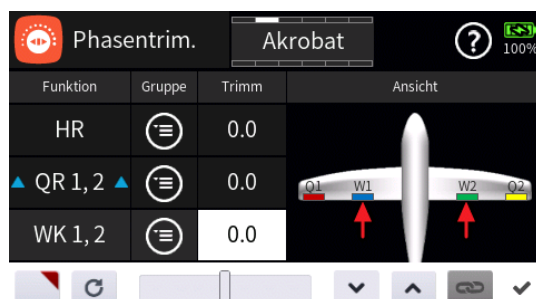 Phasentrim.
Akrobat
?
100%
Funktion Gruppe Trimm Ansicht
HR 0.0
QR 1, 2 0.0
WK 1, 2 0.0
Q1 W1 W2 Q2